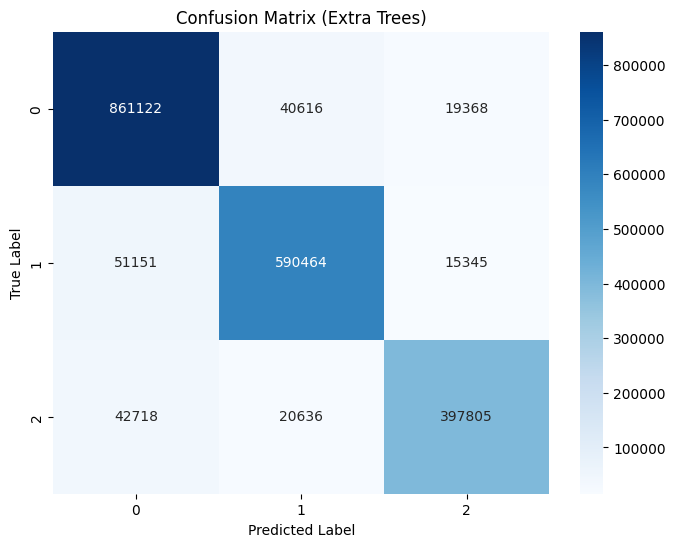 Confusion Matrix (Extra Trees)
True Label
0 861122 40616 19368
1 51151 590464 15345
2 42718 20636 397805
0 1 2
Predicted Label
800000
700000
600000
500000
400000
300000
200000
100000